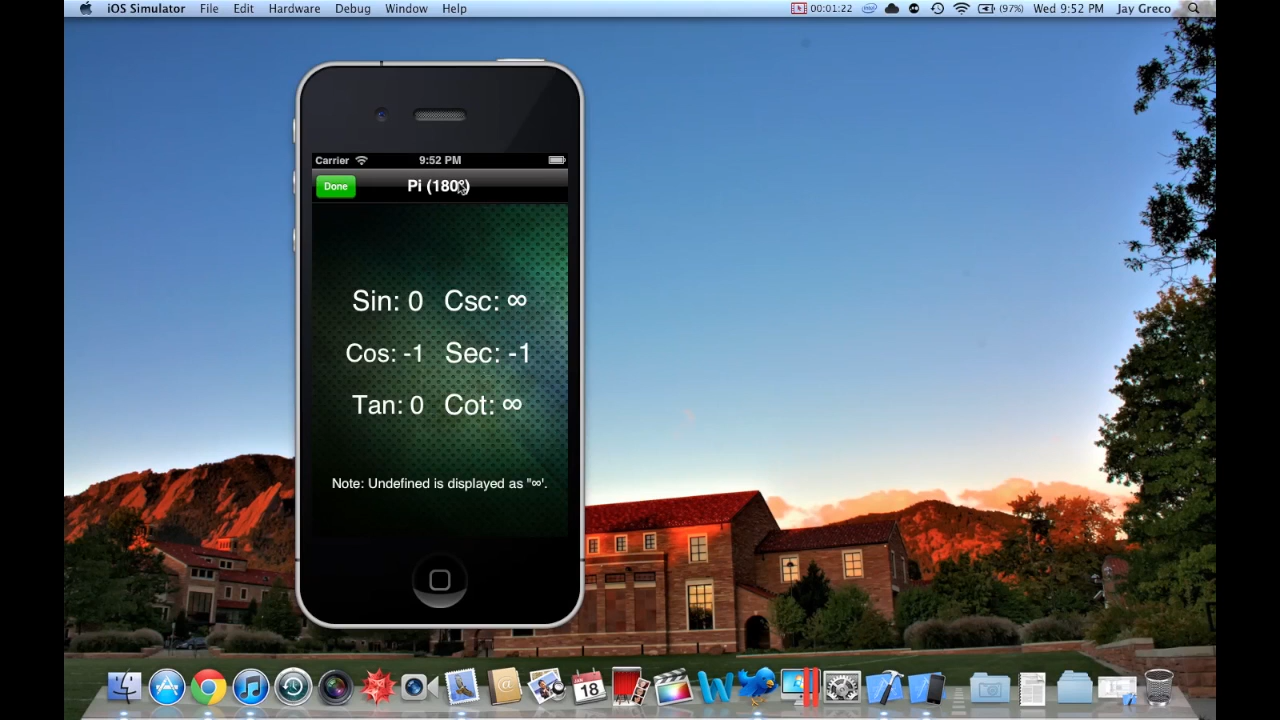 iOS Simulator File Edit Hardware Debug Window Help 00:01:22 (97%) Wed 9:52 PM Jay Greco
Carrier 9:52 PM
Done Pi (180°)
Sin: 0 Csc: ∞
Cos: -1 Sec: -1
Tan: 0 Cot: ∞
Note: Undefined is displayed as "∞'.
18